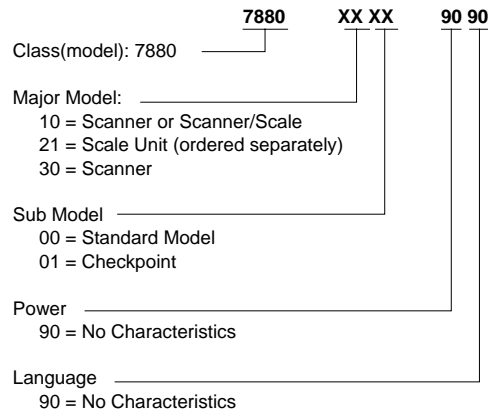 7880 XX XX 90 90
Class(model): 7880
Major Model:
10 = Scanner or Scanner/Scale
21 = Scale Unit (ordered separately)
30 = Scanner
Sub Model
00 = Standard Model
01 = Checkpoint
Power
90 = No Characteristics
Language
90 = No Characteristics